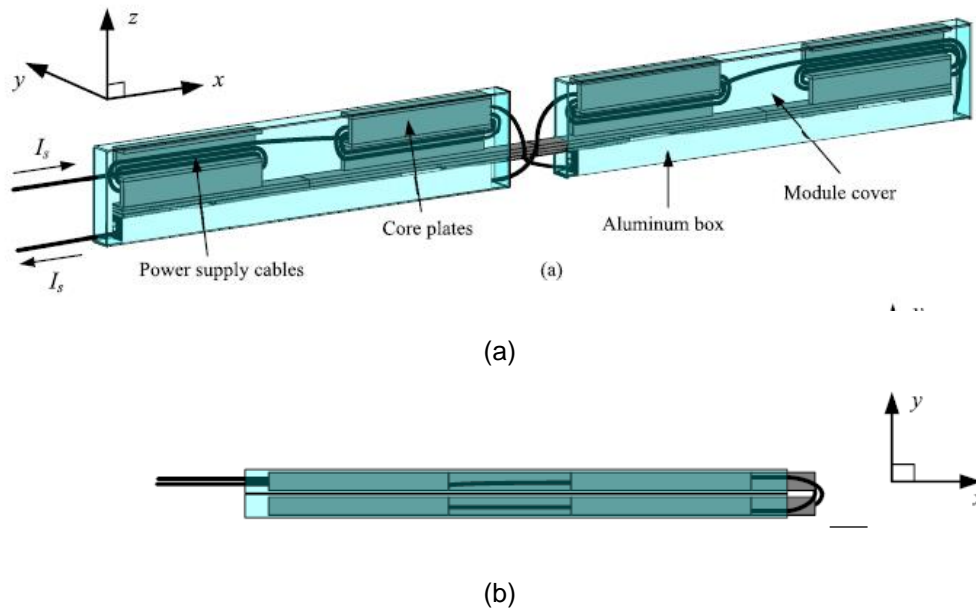 z
y
x
I_s
Module cover
Core plates
Aluminum box
Power supply cables
I_s
(a)
(a)
y
x
(b)